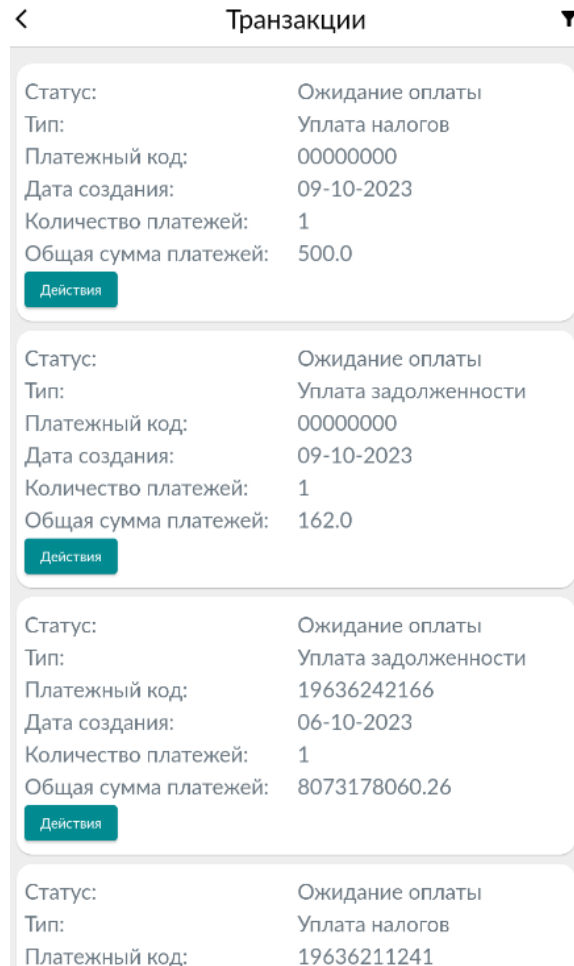 Транзакции
Статус: Ожидание оплаты
Тип: Уплата налогов
Платежный код: 00000000
Дата создания: 09-10-2023
Количество платежей: 1
Общая сумма платежей: 500.0
Действия
Статус: Ожидание оплаты
Тип: Уплата задолженности
Платежный код: 00000000
Дата создания: 09-10-2023
Количество платежей: 1
Общая сумма платежей: 162.0
Действия
Статус: Ожидание оплаты
Тип: Уплата задолженности
Платежный код: 19636242166
Дата создания: 06-10-2023
Количество платежей: 1
Общая сумма платежей: 8073178060.26
Действия
Статус: Ожидание оплаты
Тип: Уплата налогов
Платежный код: 19636211241